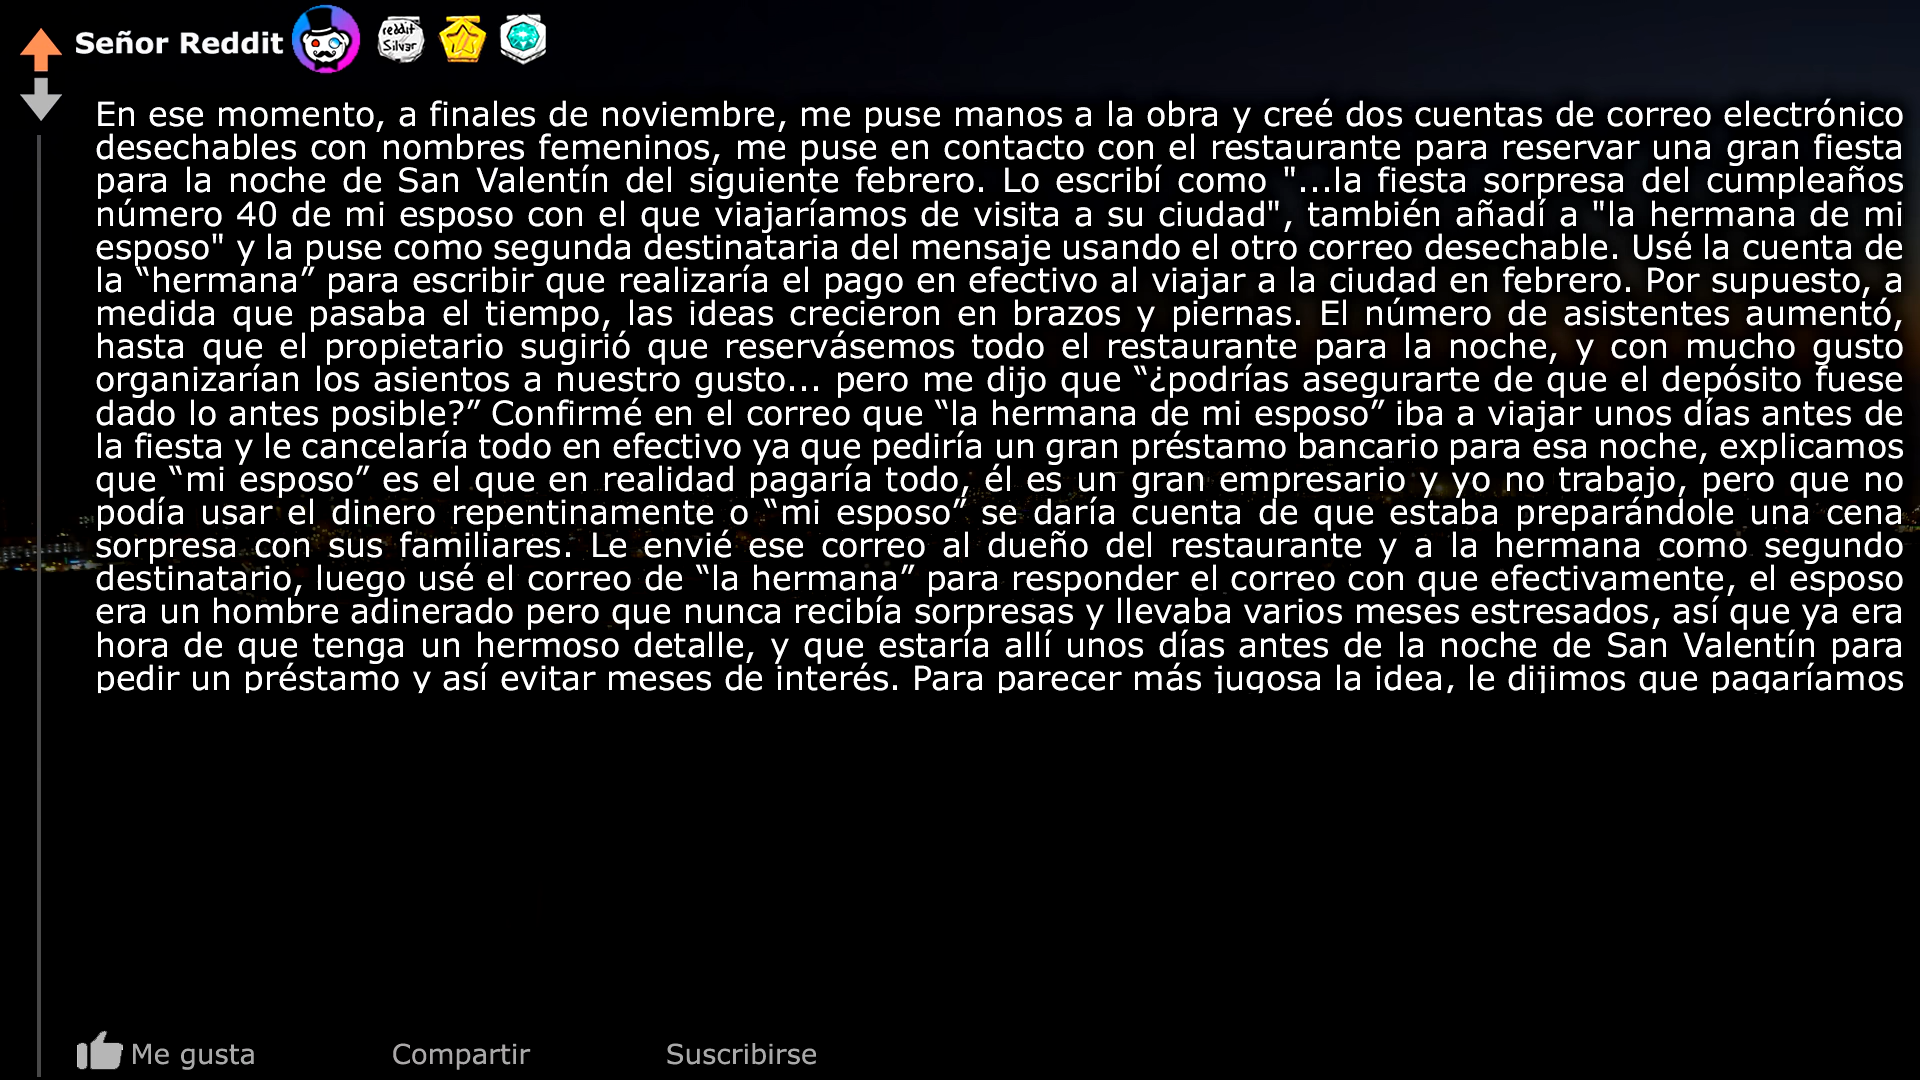 Señor Reddit
reddit
Silver
En ese momento, a finales de noviembre, me puse manos a la obra y creé dos cuentas de correo electrónico
desechables con nombres femeninos, me puse en contacto con el restaurante para reservar una gran fiesta
para la noche de San Valentín del siguiente febrero. Lo escribí como "...la fiesta sorpresa del cumpleaños
número 40 de mi esposo con el que viajaríamos de visita a su ciudad", también añadí a "la hermana de mi
esposo" y la puse como segunda destinataria del mensaje usando el otro correo desechable. Usé la cuenta de
la “hermana” para escribir que realizaría el pago en efectivo al viajar a la ciudad en febrero. Por supuesto, a
medida que pasaba el tiempo, las ideas crecieron en brazos y piernas. El número de asistentes aumentó,
hasta que el propietario sugirió que reservásemos todo el restaurante para la noche, y con mucho gusto
organizarían los asientos a nuestro gusto... pero me dijo que “¿podrías asegurarte de que el depósito fuese
dado lo antes posible?” Confirmé en el correo que “la hermana de mi esposo” iba a viajar unos días antes de
la fiesta y le cancelaría todo en efectivo ya que pediría un gran préstamo bancario para esa noche, explicamos
que “mi esposo” es el que en realidad pagaría todo, él es un gran empresario y yo no trabajo, pero que no
podía usar el dinero repentinamente o “mi esposo” se daría cuenta de que estaba preparándole una cena
sorpresa con sus familiares. Le envié ese correo al dueño del restaurante y a la hermana como segundo
destinatario, luego usé el correo de “la hermana” para responder el correo con que efectivamente, el esposo
era un hombre adinerado pero que nunca recibía sorpresas y llevaba varios meses estresados, así que ya era
hora de que tenga un hermoso detalle, y que estaría allí unos días antes de la noche de San Valentín para
pedir un préstamo y así evitar meses de interés. Para parecer más jugosa la idea, le dijimos que pagaríamos
Me gusta
Compartir
Suscribirse